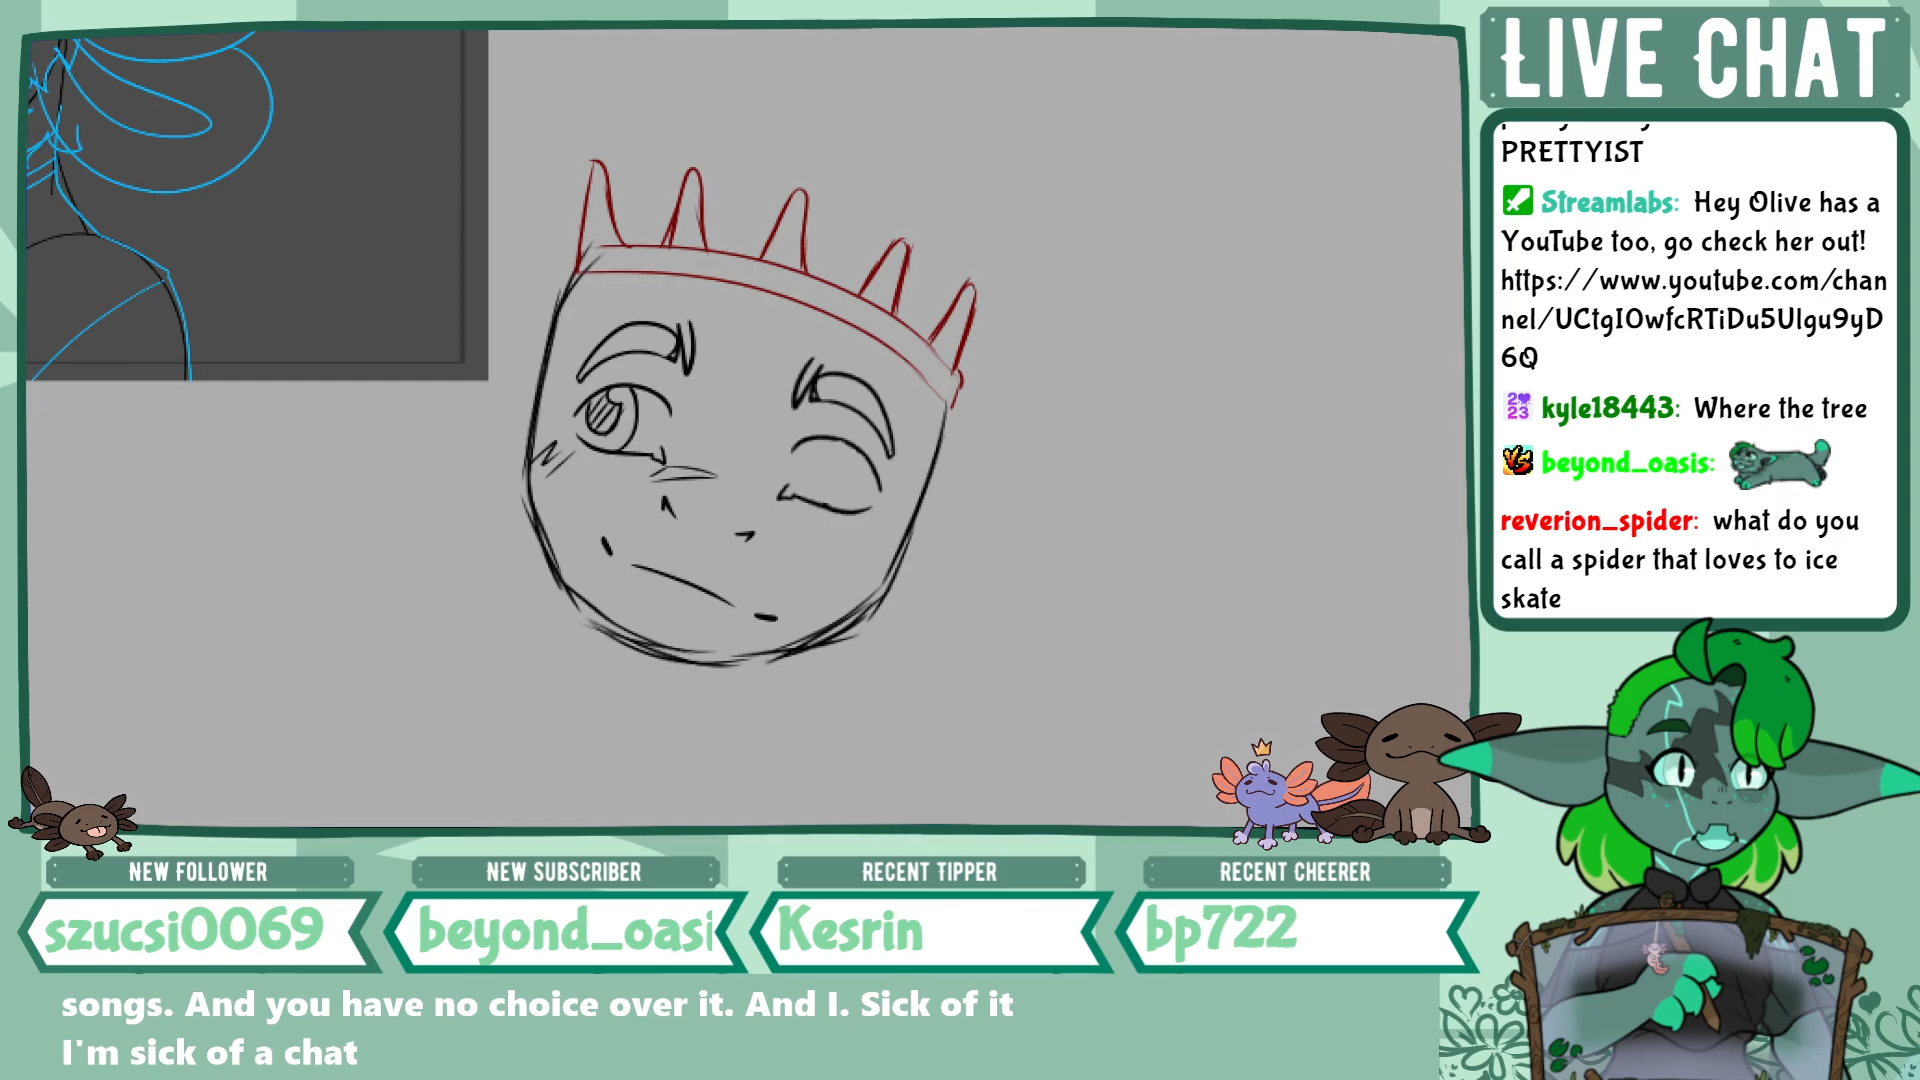 LIVE CHAT
PRETTYIST
Streamlabs: Hey Olive has a
YouTube too, go check her out!
https://www.youtube.com/chan
nel/UCtgIOwfcRTiDu5Ulgu9yD
6Q
2023 kyle18443: Where the tree
beyond_oasis:
reverion_spider: what do you
call a spider that loves to ice
skate
NEW FOLLOWER
NEW SUBSCRIBER
RECENT TIPPER
RECENT CHEERER
szucsi0069
beyond_oasi
Kesrin
bp722
songs. And you have no choice over it. And I. Sick of it
I'm sick of a chat